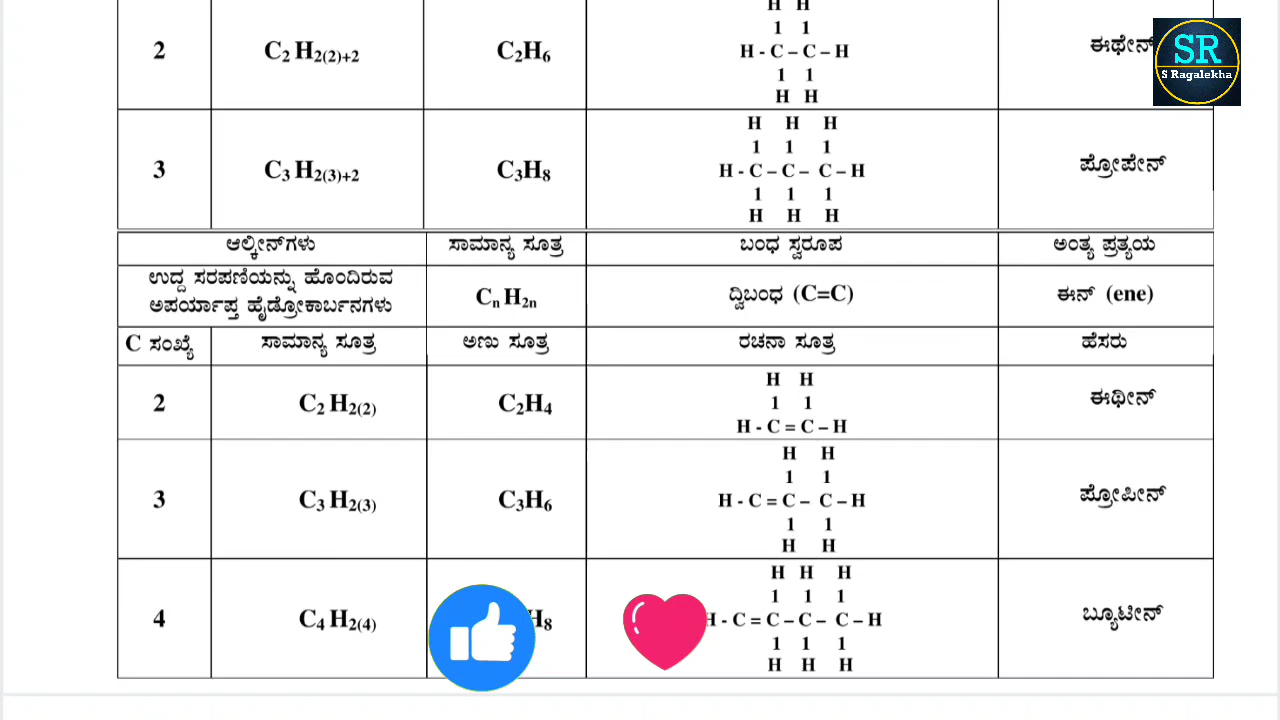 H H
1 1
2 C₂ H₂₍₂₎₊₂ C₂H₆ H - C – C – H ಈಥೇನ್
1 1
H H
SR
S Ragalekha
H H H
1 1 1
3 C₃ H₂₍₃₎₊₂ C₃H₈ H - C – C – C – H ಪ್ರೋಪೇನ್
1 1 1
H H H
ಆಲ್ಕೀನ್‌ಗಳು ಸಾಮಾನ್ಯ ಸೂತ್ರ ಬಂಧ ಸ್ವರೂಪ ಅಂತ್ಯ ಪ್ರತ್ಯಯ
ಉದ್ದ ಸರಪಣಿಯನ್ನು ಹೊಂದಿರುವ
ಅಪರ್ಯಾಪ್ತ ಹೈಡ್ರೋಕಾರ್ಬನಗಳು Cₙ H₂ₙ ದ್ವಿಬಂಧ (C=C) ಈನ್ (ene)
C ಸಂಖ್ಯೆ ಸಾಮಾನ್ಯ ಸೂತ್ರ ಅಣು ಸೂತ್ರ ರಚನಾ ಸೂತ್ರ ಹೆಸರು
H H
1 1
2 C₂ H₂₍₂₎ C₂H₄ H - C = C – H ಈಥೀನ್
H H
1 1
3 C₃ H₂₍₃₎ C₃H₆ H - C = C – C – H ಪ್ರೋಪೀನ್
1 1
H H
H H H
1 1 1
4 C₄ H₂₍₄₎ H₈ H - C = C – C – C – H ಬ್ಯೂಟೀನ್
1 1 1
H H H